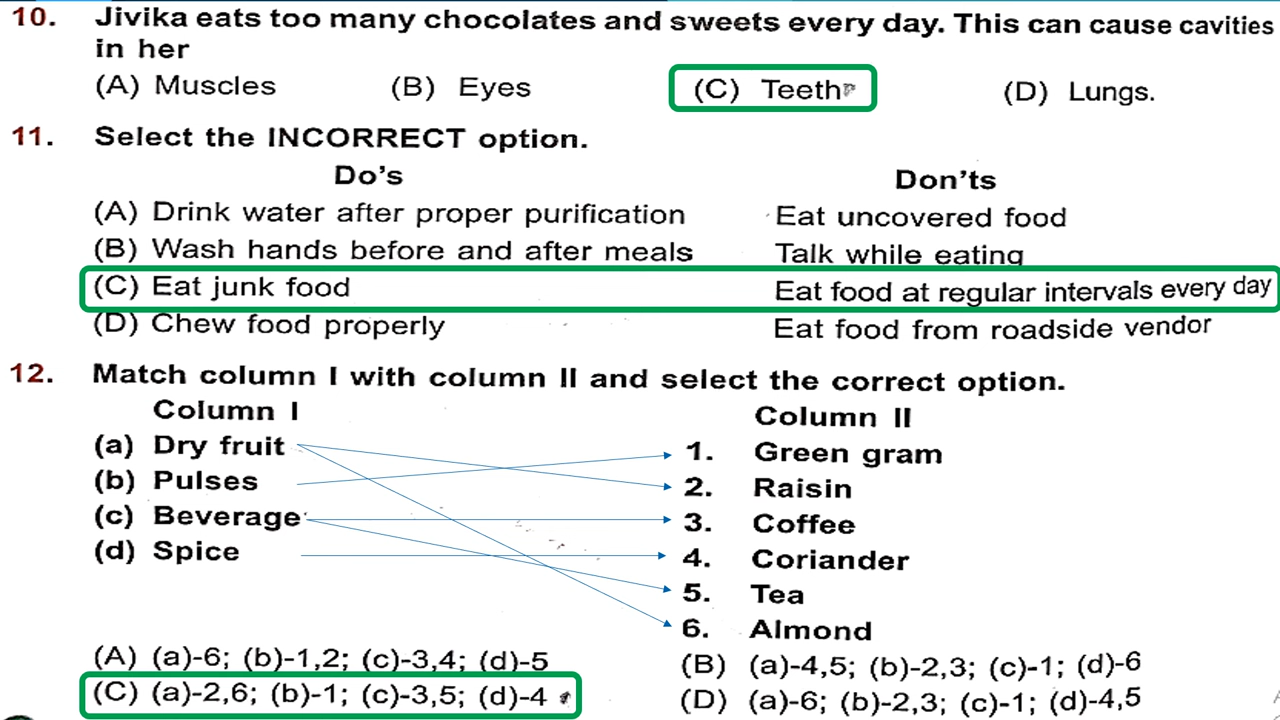 10. Jivika eats too many chocolates and sweets every day. This can cause cavities
in her
(A) Muscles (B) Eyes (C) Teeth (D) Lungs.
11. Select the INCORRECT option.
Do's Don'ts
(A) Drink water after proper purification Eat uncovered food
(B) Wash hands before and after meals Talk while eating
(C) Eat junk food Eat food at regular intervals every day
(D) Chew food properly Eat food from roadside vendor
12. Match column I with column II and select the correct option.
Column I Column II
(a) Dry fruit 1. Green gram
(b) Pulses 2. Raisin
(c) Beverage 3. Coffee
(d) Spice 4. Coriander
5. Tea
6. Almond
(A) (a)-6; (b)-1,2; (c)-3,4; (d)-5 (B) (a)-4,5; (b)-2,3; (c)-1; (d)-6
(C) (a)-2,6; (b)-1; (c)-3,5; (d)-4 (D) (a)-6; (b)-2,3; (c)-1; (d)-4,5